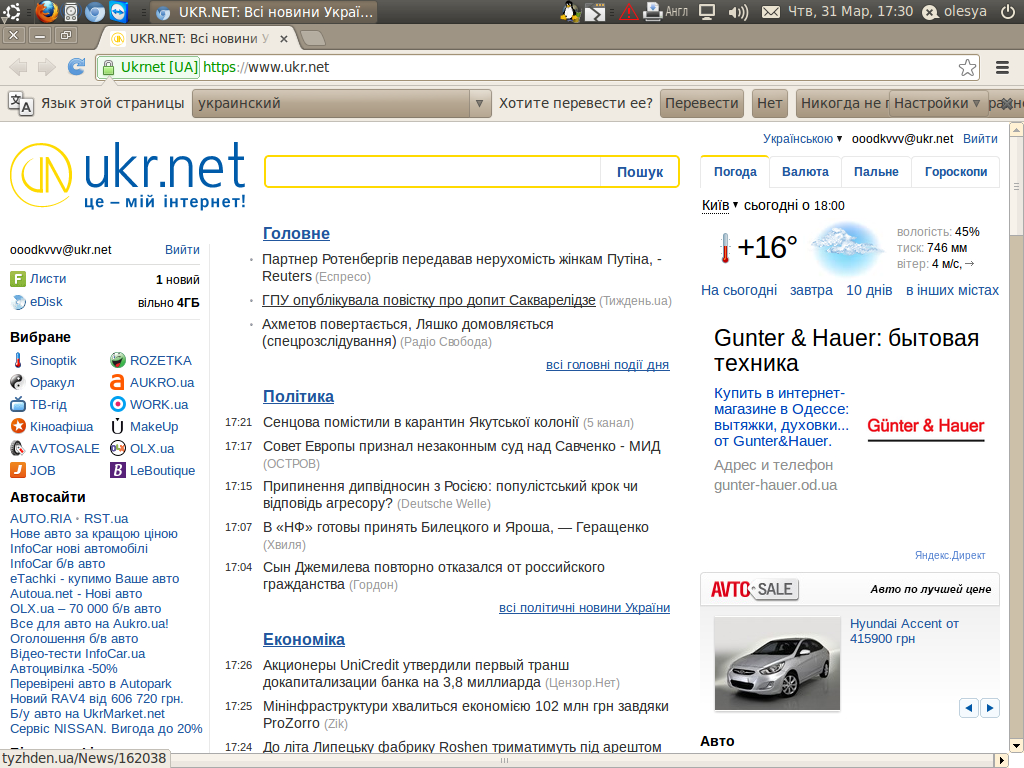 UKR.NET: Всі новини Украї...
Англ
Чтв, 31 Мар, 17:30
olesya
UKR.NET: Всі новини У
Ukrnet [UA]
https://www.ukr.net
Язык этой страницы
украинский
Хотите перевести ее?
Перевести
Нет
Никогда не п
Настройки
Українською
ooodkvvv@ukr.net
Вийти
ukr.net
це – мій інтернет!
Пошук
Погода
Валюта
Пальне
Гороскопи
Київ
сьогодні о 18:00
+16°
вологість: 45%
тиск: 746 мм
вітер: 4 м/с, →
На сьогодні
завтра
10 днів
в інших містах
ooodkvvv@ukr.net
Вийти
Листи
1 новий
eDisk
вільно 4ГБ
Вибране
Sinoptik
ROZETKA
Оракул
AUKRO.ua
ТВ-гід
WORK.ua
Кіноафіша
MakeUp
AVTOSALE
OLX.ua
JOB
LeBoutique
Автосайти
AUTO.RIA • RST.ua
Нове авто за кращою ціною
InfoCar нові автомобілі
InfoCar б/в авто
eTachki - купимо Ваше авто
Autoua.net - Нові авто
OLX.ua – 70 000 б/в авто
Все для авто на Aukro.ua!
Оголошення б/в авто
Відео-тести InfoCar.ua
Автоцивілка -50%
Перевірені авто в Autopark
Новий RAV4 від 606 720 грн.
Б/у авто на UkrMarket.net
Сервіс NISSAN. Вигода до 20%
Головне
Партнер Ротенбергів передавав нерухомість жінкам Путіна, -
Reuters (Еспресо)
ГПУ опублікувала повістку про допит Сакварелідзе (Тиждень.ua)
Ахметов повертається, Ляшко домовляється
(спецрозслідування) (Радіо Свобода)
всі головні події дня
Політика
17:21 Сенцова помістили в карантин Якутської колонії (5 канал)
17:17 Совет Европы признал незаконным суд над Савченко - МИД
(ОСТРОВ)
17:15 Припинення дипвідносин з Росією: популістський крок чи
відповідь агресору? (Deutsche Welle)
17:07 В «НФ» готовы принять Билецкого и Яроша, — Геращенко
(Хвиля)
17:04 Сын Джемилева повторно отказался от российского
гражданства (Гордон)
всі політичні новини України
Економіка
17:26 Акционеры UniCredit утвердили первый транш
докапитализации банка на 3,8 миллиарда (Цензор.Нет)
17:25 Мінінфраструктури хвалиться економією 102 млн грн завдяки
ProZorro (Zik)
17:24 До літа Липецьку фабрику Roshen триматимуть під арештом
Gunter & Hauer: бытовая
техника
Купить в интернет-
магазине в Одессе:
вытяжки, духовки...
от Gunter&Hauer.
Günter & Hauer
Адрес и телефон
gunter-hauer.od.ua
Яндекс.Директ
AVTO SALE
Авто по лучшей цене
Hyundai Accent от
415900 грн
Авто
tyzhden.ua/News/162038